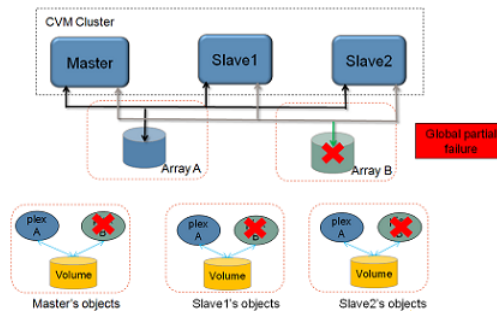 CVM Cluster
Master
Slave1
Slave2
Array A
Array B
Global partial
failure
plex
A
B
Volume
Master's objects
plex
A
B
Volume
Slave1's objects
plex
A
B
Volume
Slave2's objects